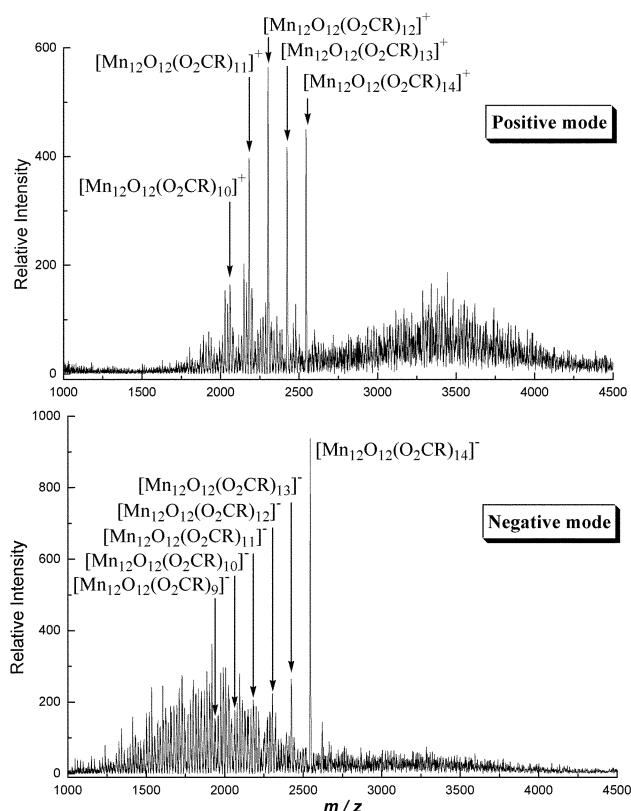 [Mn₁₂O₁₂(O₂CR)₁₂]⁺
[Mn₁₂O₁₂(O₂CR)₁₃]⁺
[Mn₁₂O₁₂(O₂CR)₁₁]⁺
[Mn₁₂O₁₂(O₂CR)₁₄]⁺
[Mn₁₂O₁₂(O₂CR)₁₀]⁺
Positive mode
Relative Intensity
600
400
200
0
1000 1500 2000 2500 3000 3500 4000 4500
[Mn₁₂O₁₂(O₂CR)₁₄]⁻
[Mn₁₂O₁₂(O₂CR)₁₃]⁻
[Mn₁₂O₁₂(O₂CR)₁₂]⁻
[Mn₁₂O₁₂(O₂CR)₁₁]⁻
[Mn₁₂O₁₂(O₂CR)₁₀]⁻
[Mn₁₂O₁₂(O₂CR)₉]⁻
Negative mode
Relative Intensity
1000
800
600
400
200
0
1000 1500 2000 2500 3000 3500 4000 4500
m / z